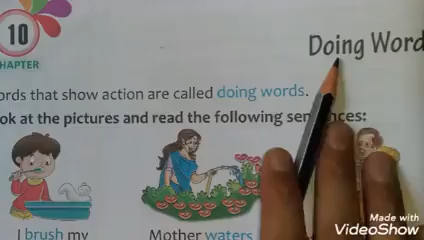 10
HAPTER
Doing Word
ords that show action are called doing words.
ok at the pictures and read the following sen ces:
I brush my
Mother waters
Made with
VideoShow